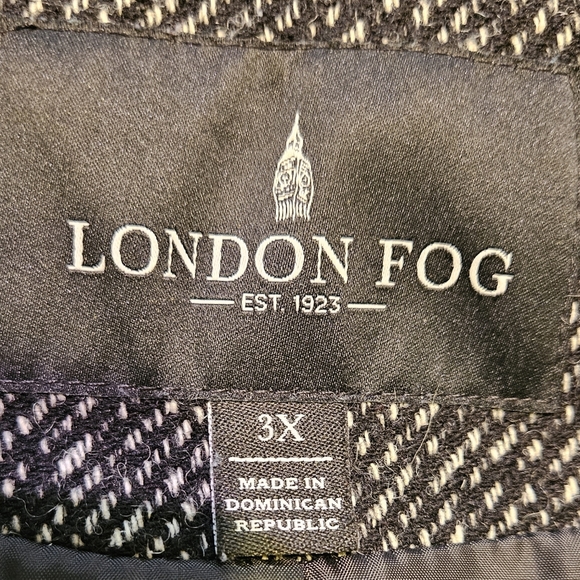 LONDON FOG
EST. 1923
3X
MADE IN
DOMINICAN
REPUBLIC